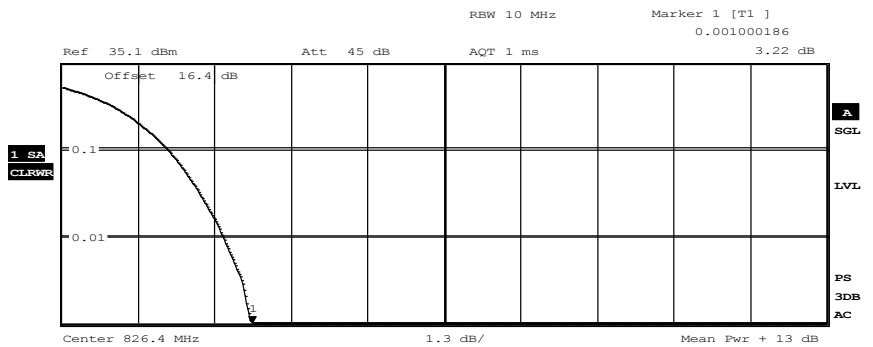 RBW 10 MHz Marker 1 [T1 ]
0.001000186
Ref 35.1 dBm Att 45 dB AQT 1 ms 3.22 dB
Offset 16.4 dB
A
SGL
0.1
1 SA
CLRWR
LVL
0.01
PS
3DB
1
AC
Center 826.4 MHz 1.3 dB/ Mean Pwr + 13 dB